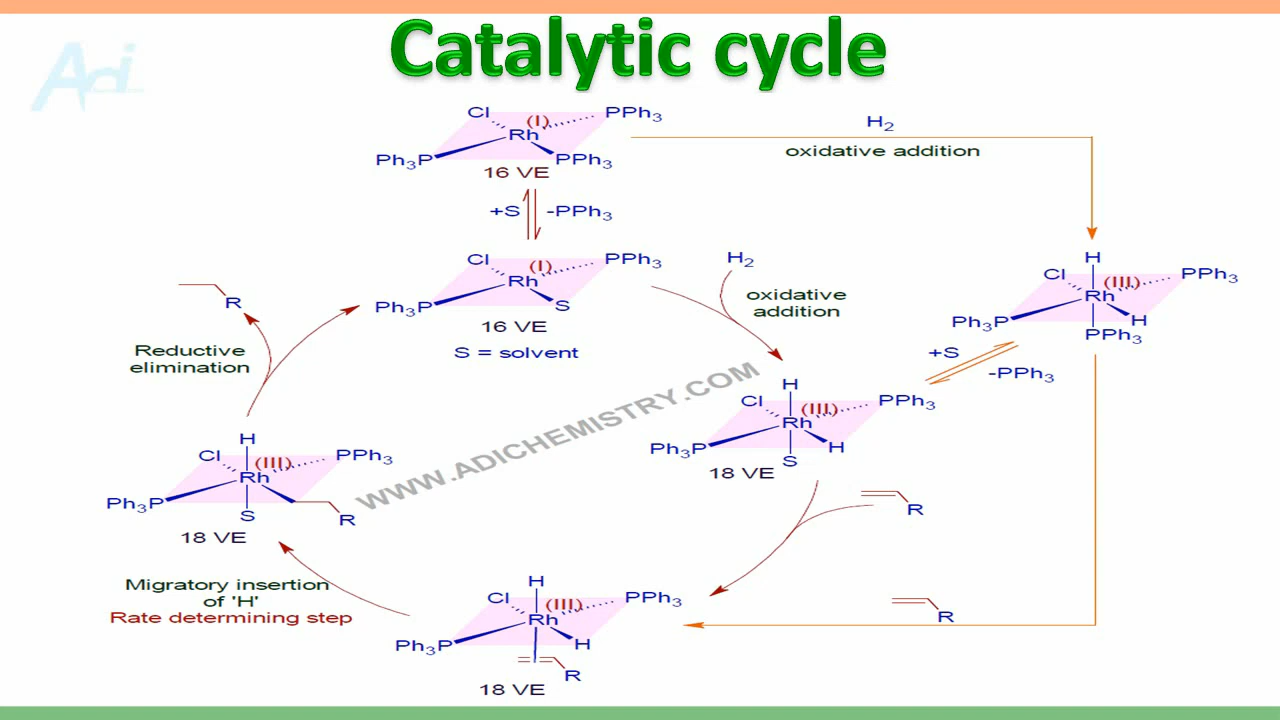 Adi
Catalytic cycle
Cl (I) PPh3
Rh
Ph3P PPh3
16 VE
H2
oxidative addition
+S -PPh3
Cl (I) PPh3
Rh
Ph3P S
16 VE
S = solvent
H2
oxidative
addition
H
Cl (III) PPh3
Rh
Ph3P H
PPh3
+S
-PPh3
R
Reductive
elimination
H
Cl (III) PPh3
Rh
Ph3P H
S
18 VE
WWW.ADICHEMISTRY.COM
H
Cl (III) PPh3
Rh
Ph3P
S R
18 VE
R
Migratory insertion
of 'H'
Rate determining step
H
Cl (III) PPh3
Rh
Ph3P H
R
18 VE
R